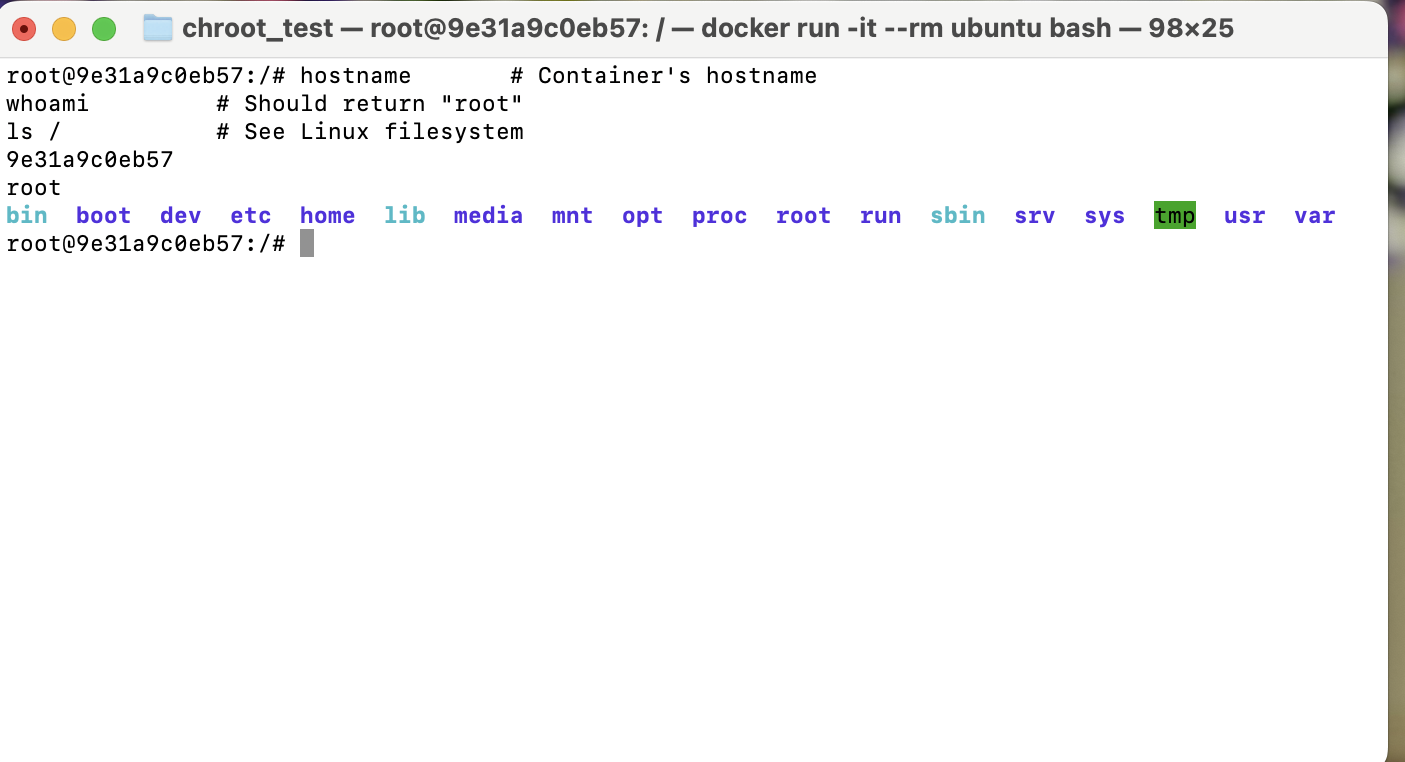 chroot_test — root@9e31a9c0eb57: / — docker run -it --rm ubuntu bash — 98×25
root@9e31a9c0eb57:/# hostname       # Container's hostname
whoami         # Should return "root"
ls /           # See Linux filesystem
9e31a9c0eb57
root
bin  boot  dev  etc  home  lib  media  mnt  opt  proc  root  run  sbin  srv  sys  tmp  usr  var
root@9e31a9c0eb57:/#